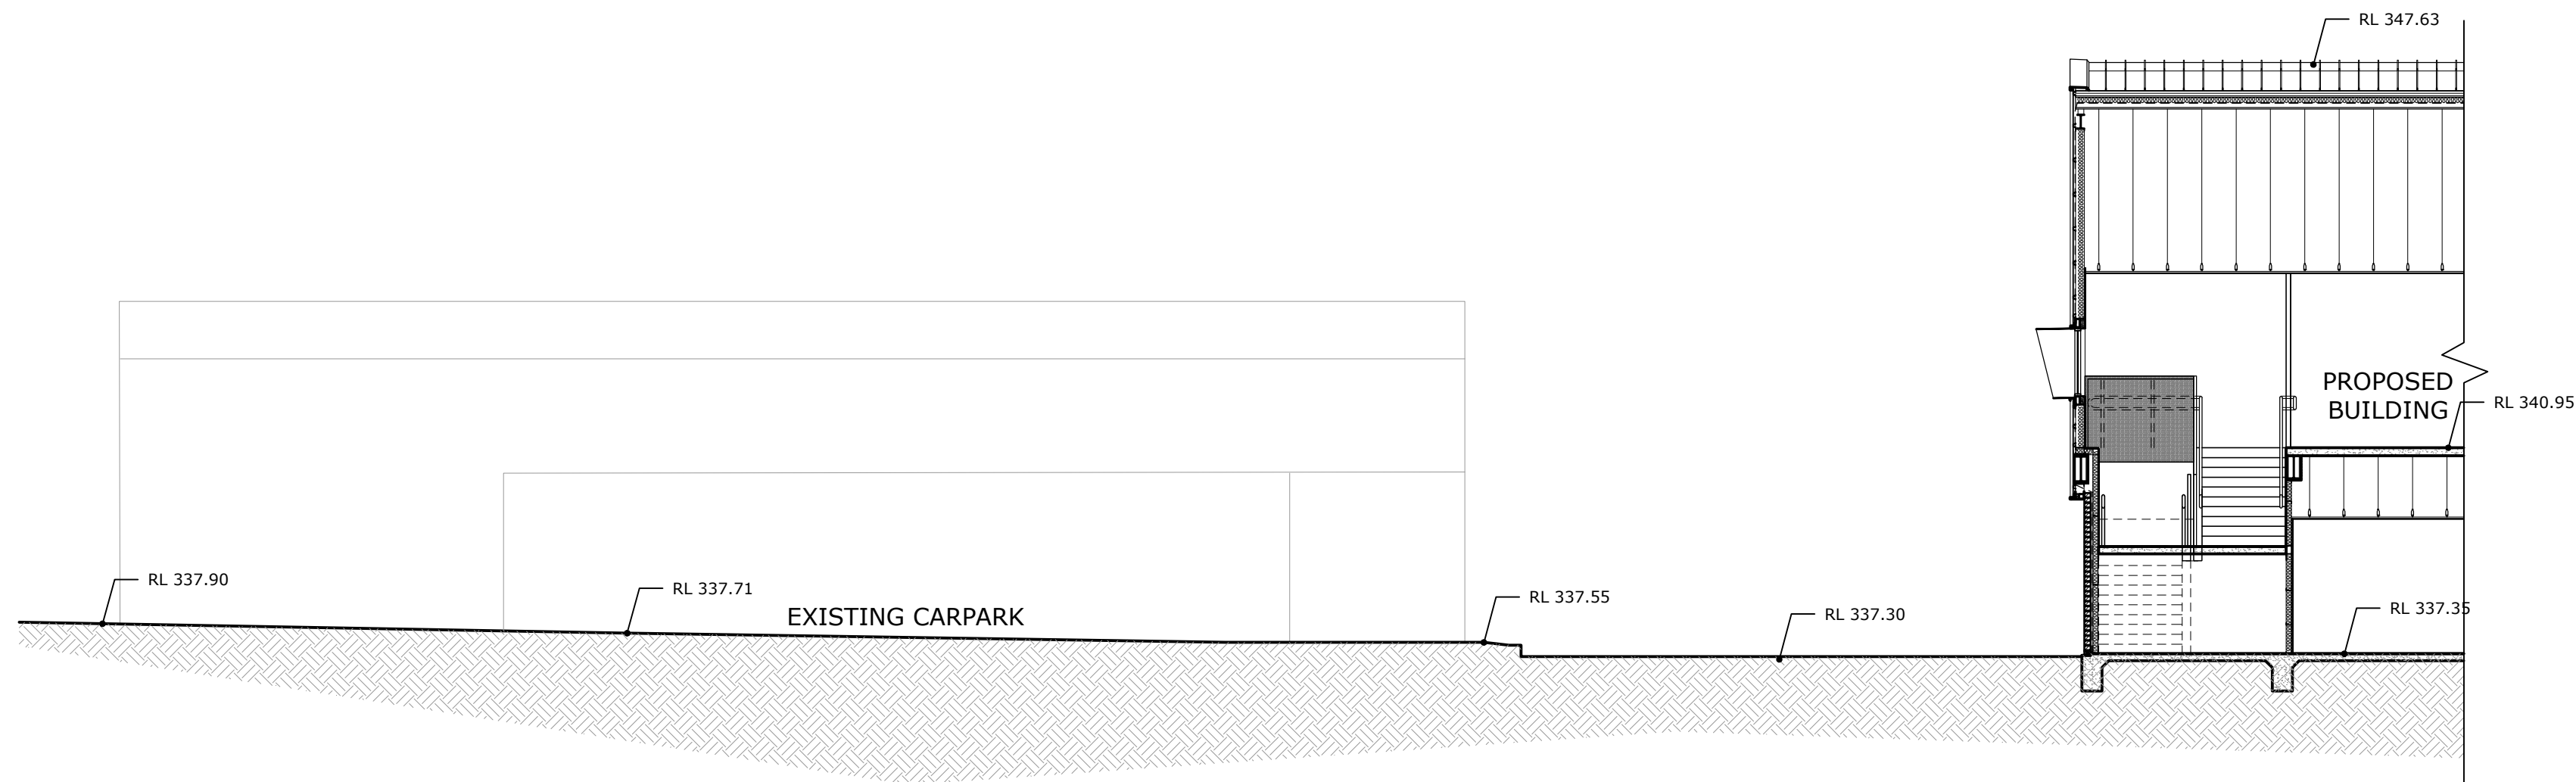 RL 347.63
PROPOSED
BUILDING
RL 340.95
RL 337.90
RL 337.71
EXISTING CARPARK
RL 337.55
RL 337.30
RL 337.35